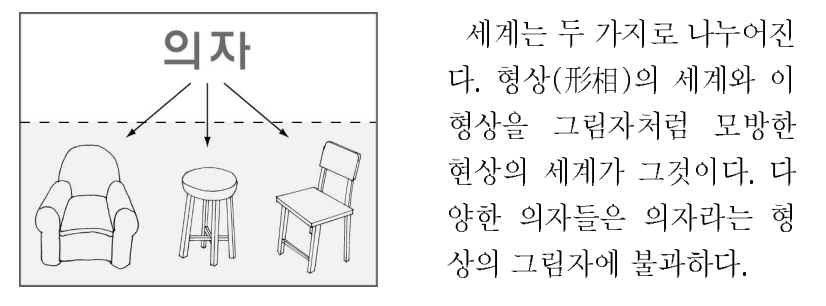 의자
세계는 두 가지로 나누어진
다. 형상(形相)의 세계와 이
형상을 그림자처럼 모방한
현상의 세계가 그것이다. 다
양한 의자들은 의자라는 형
상의 그림자에 불과하다.